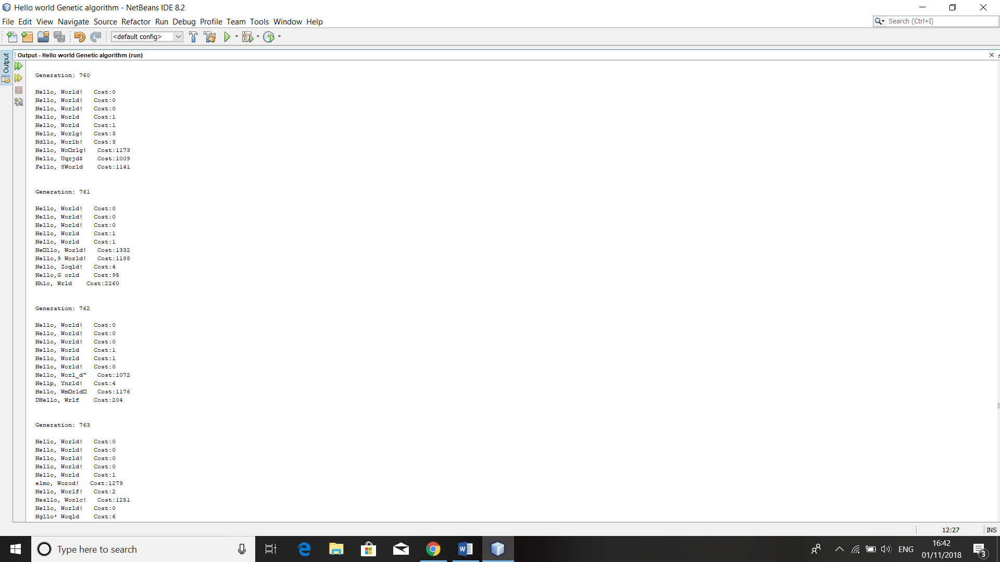 Hello world Genetic algorithm - NetBeans IDE 8.2
File Edit View Navigate Source Refactor Run Debug Profile Team Tools Window Help
Search (Ctrl+I)
<default config>
Output
Output - Hello world Genetic algorithm (run)
Generation: 760
Hello, World!   Cost:0
Hello, World!   Cost:0
Hello, World!   Cost:0
Hello, World    Cost:1
Hello, World    Cost:1
Hello, Worlg!   Cost:3
Hdllo, Worlb!   Cost:3
Hello, Wo□rlg!   Cost:1173
Hello, Uqrjd$    Cost:1009
Fello, 8World    Cost:1141
Generation: 761
Hello, World!   Cost:0
Hello, World!   Cost:0
Hello, World!   Cost:0
Hello, World    Cost:1
Hello, World    Cost:1
He□llo, World!   Cost:1332
Hello,9 World!   Cost:1188
Hello, Zoqld!   Cost:4
Hello,G orld    Cost:95
Hhlo, Wrld    Cost:2260
Generation: 762
Hello, World!   Cost:0
Hello, World!   Cost:0
Hello, World!   Cost:0
Hello, World    Cost:1
Hello, World    Cost:1
Hello, World!   Cost:0
Hello, Worl_d"   Cost:1072
Hellp, Ynrld!   Cost:4
Hello, Wm□rld□   Cost:1176
DHello, Wrlf    Cost:204
Generation: 763
Hello, World!   Cost:0
Hello, World!   Cost:0
Hello, World!   Cost:0
Hello, World!   Cost:0
Hello, World    Cost:1
elmo, Worod!   Cost:1279
Hello, Worlf!   Cost:2
Hesllo, Worlc!   Cost:1251
Hello, World!   Cost:0
Hgllo* Woqld    Cost:6
12:27 INS
Type here to search
ENG
16:42
01/11/2018
3